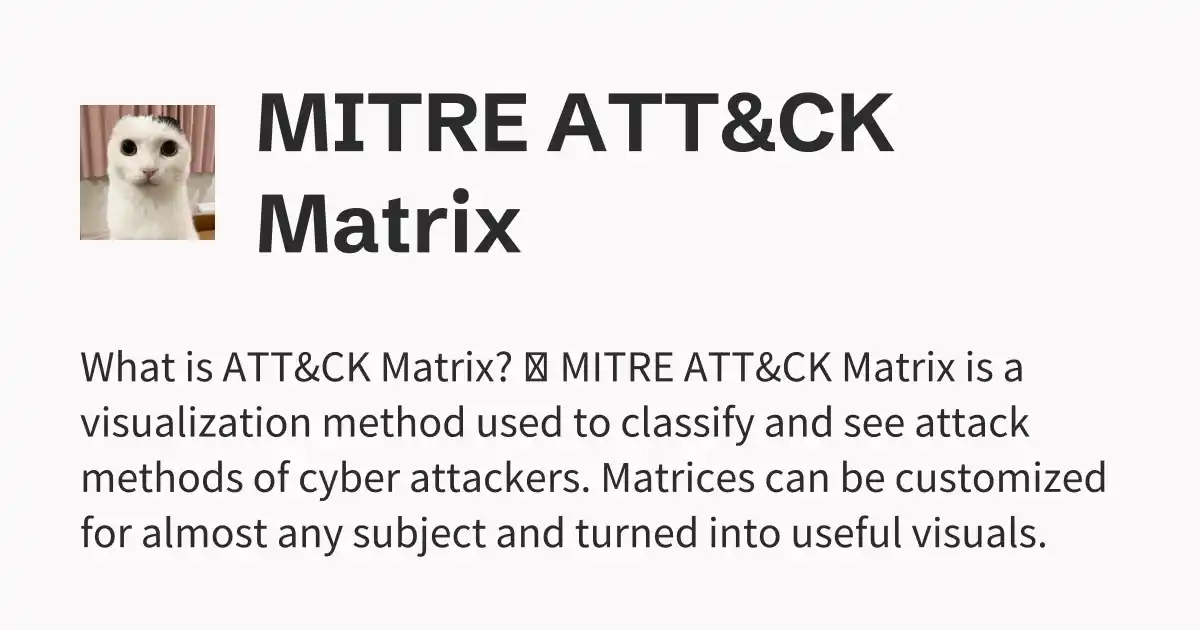 MITRE ATT&CK
Matrix
What is ATT&CK Matrix? 〿 MITRE ATT&CK Matrix is a
visualization method used to classify and see attack
methods of cyber attackers. Matrices can be customized
for almost any subject and turned into useful visuals.